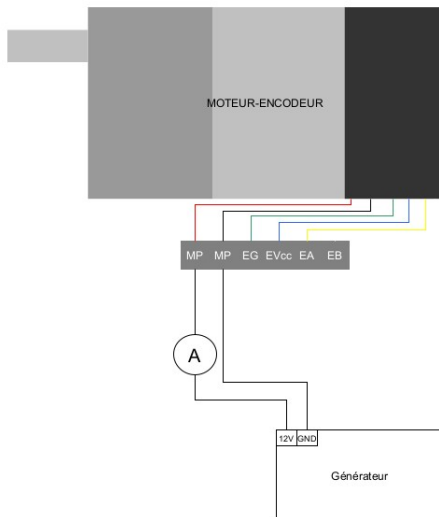 MOTEUR-ENCODEUR
MP MP EG EVcc EA EB
A
12V GND
Générateur